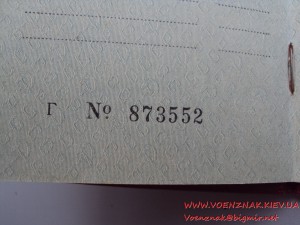 Г № 873552
WWW.VOENZNAK.KIEV.UA
Voenznak@bigmir.net